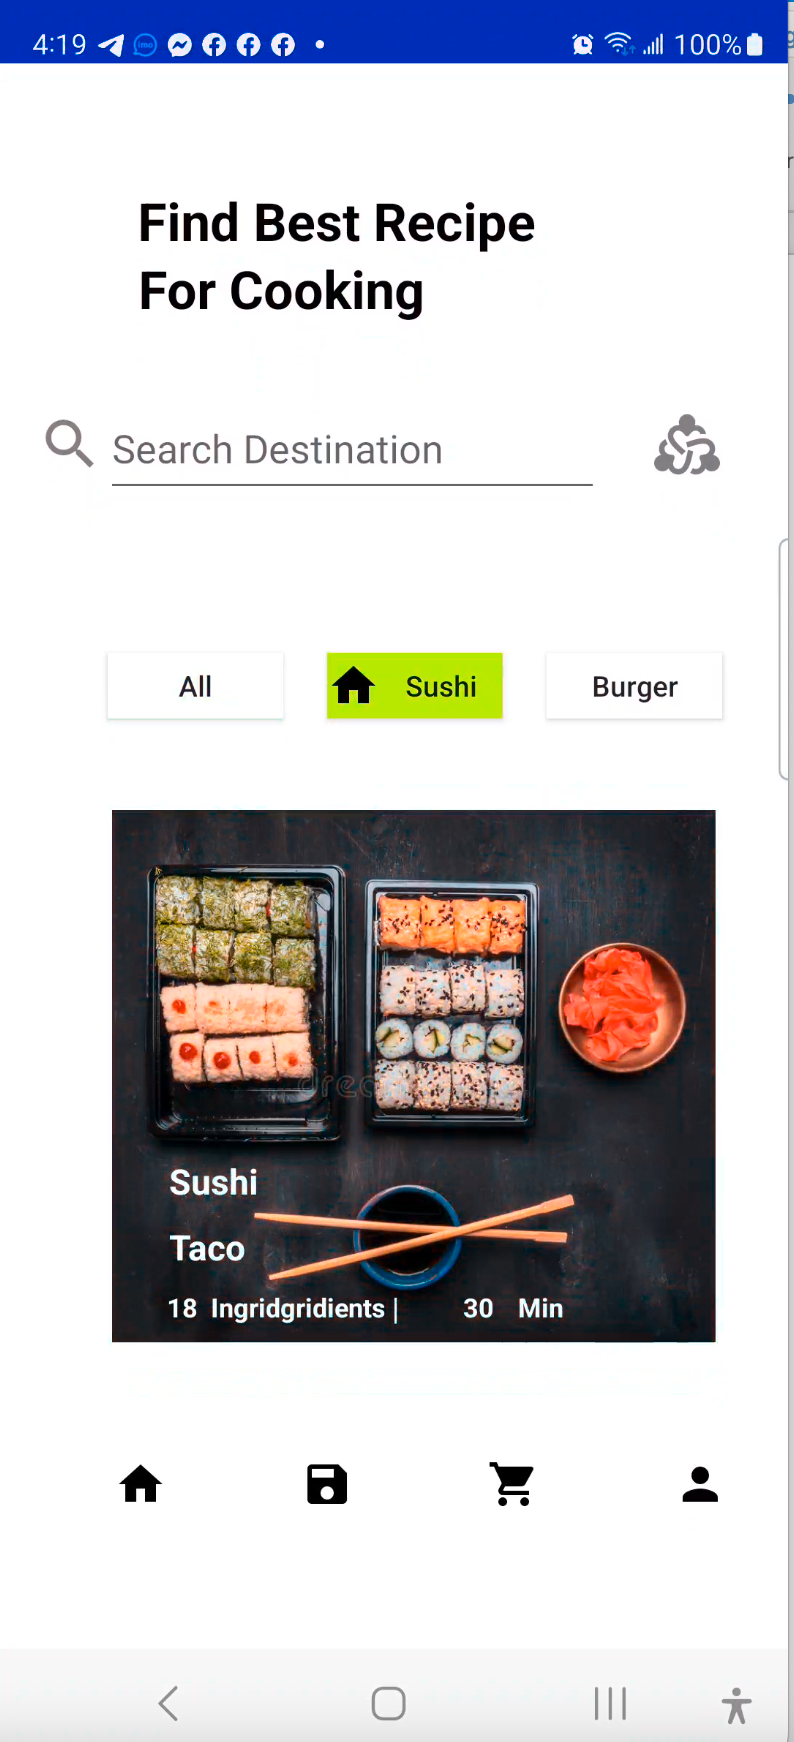 4:19 imo 100%
Find Best Recipe
For Cooking
Search Destination
All Sushi Burger
Sushi
Taco
18 Ingridgridients | 30 Min